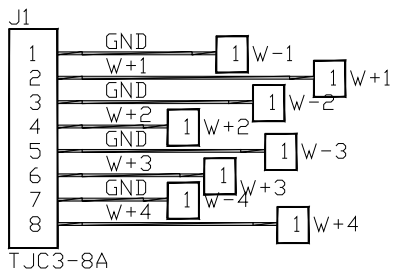 J1
1 GND 1 W-1
2 W+1 1 W+1
3 GND 1 W-2
4 W+2 1 W+2
5 GND 1 W-3
6 W+3 1 W+3
7 GND 1 W-4
8 W+4 1 W+4
TJC3-8A